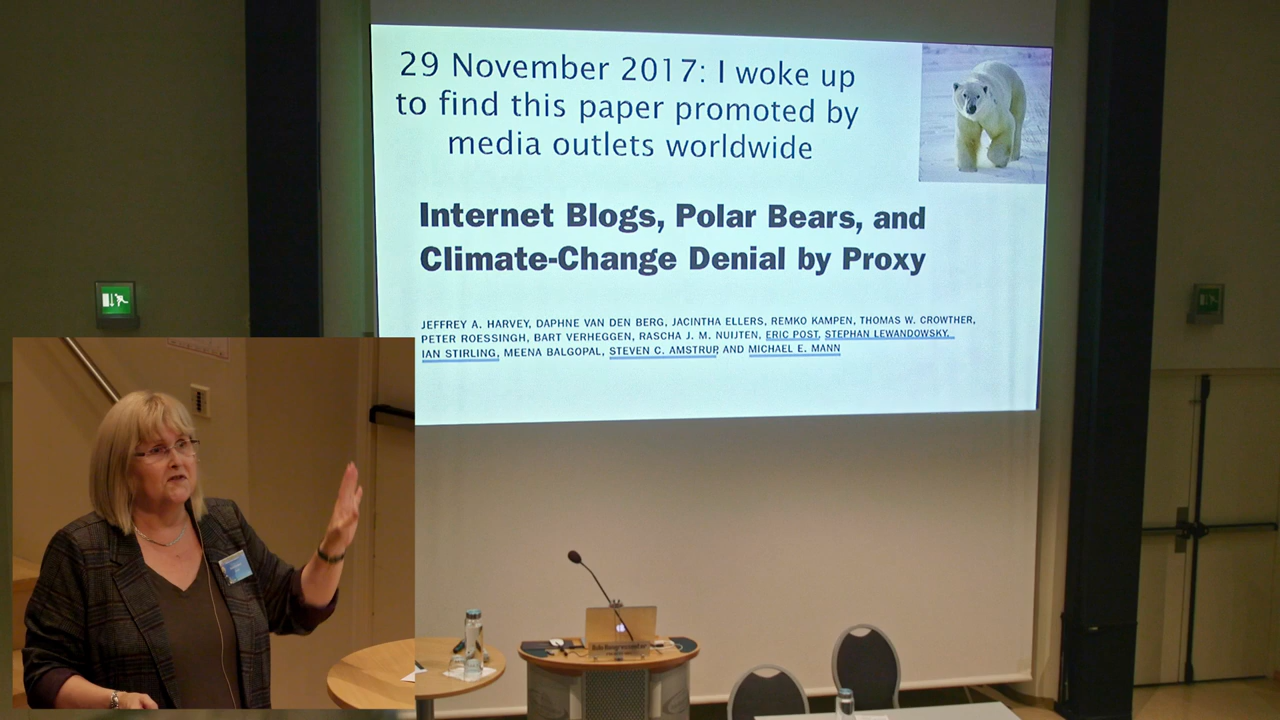 29 November 2017: I woke up
to find this paper promoted by
media outlets worldwide
Internet Blogs, Polar Bears, and
Climate-Change Denial by Proxy
JEFFREY A. HARVEY, DAPHNE VAN DEN BERG, JACINTHA ELLERS, REMKO KAMPEN, THOMAS W. CROWTHER,
PETER ROESSINGH, BART VERHEGGEN, RASCHA J. M. NUIJTEN, ERIC POST, STEPHAN LEWANDOWSKY,
IAN STIRLING, MEENA BALGOPAL, STEVEN C. AMSTRUP, AND MICHAEL E. MANN